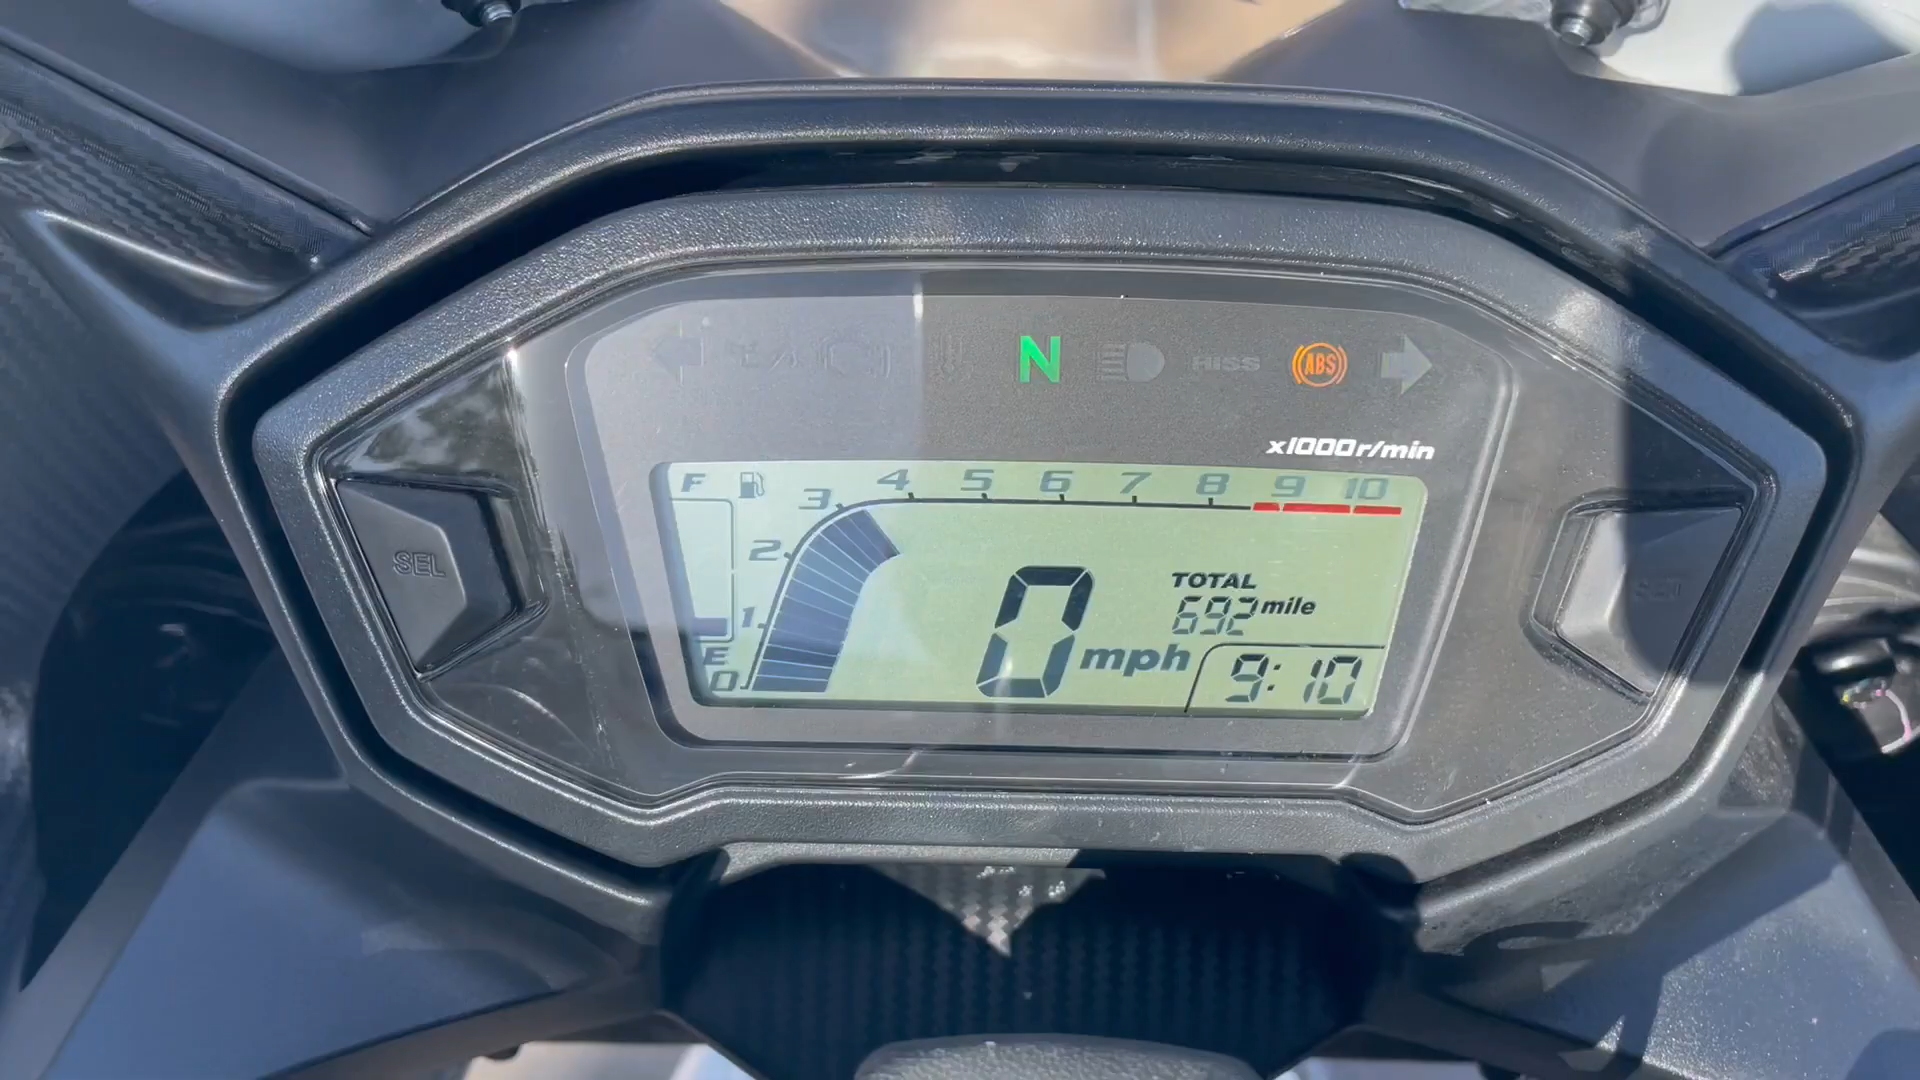 N HISS ABS
x1000r/min
F 3 4 5 6 7 8 9 10
SEL
2
1
E
0
0 mph
TOTAL
692 mile
9:10